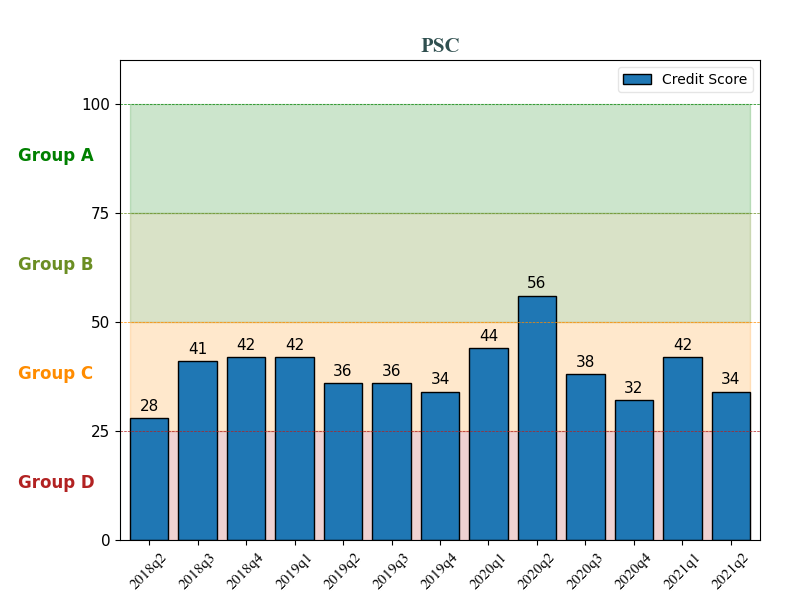 PSC
Credit Score
100
Group A
75
Group B
50
Group C
25
Group D
0
28
41
42
42
36
36
34
44
56
38
32
42
34
2018q2
2018q3
2018q4
2019q1
2019q2
2019q3
2019q4
2020q1
2020q2
2020q3
2020q4
2021q1
2021q2